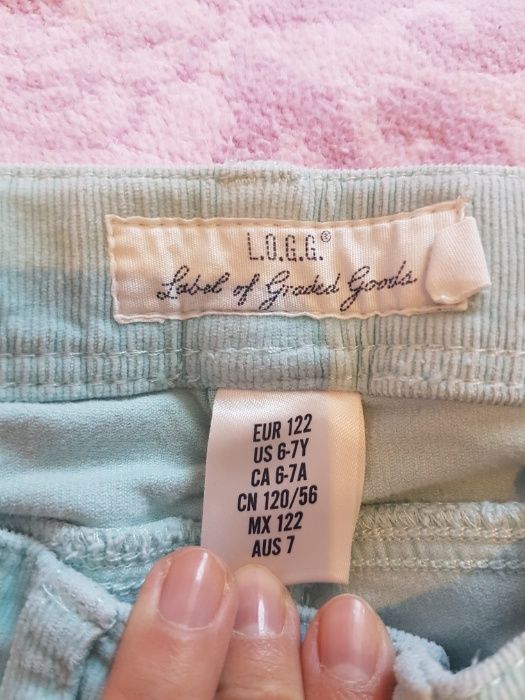 L.O.G.G.®
Label of Graded Goods
EUR 122
US 6-7Y
CA 6-7A
CN 120/56
MX 122
AUS 7